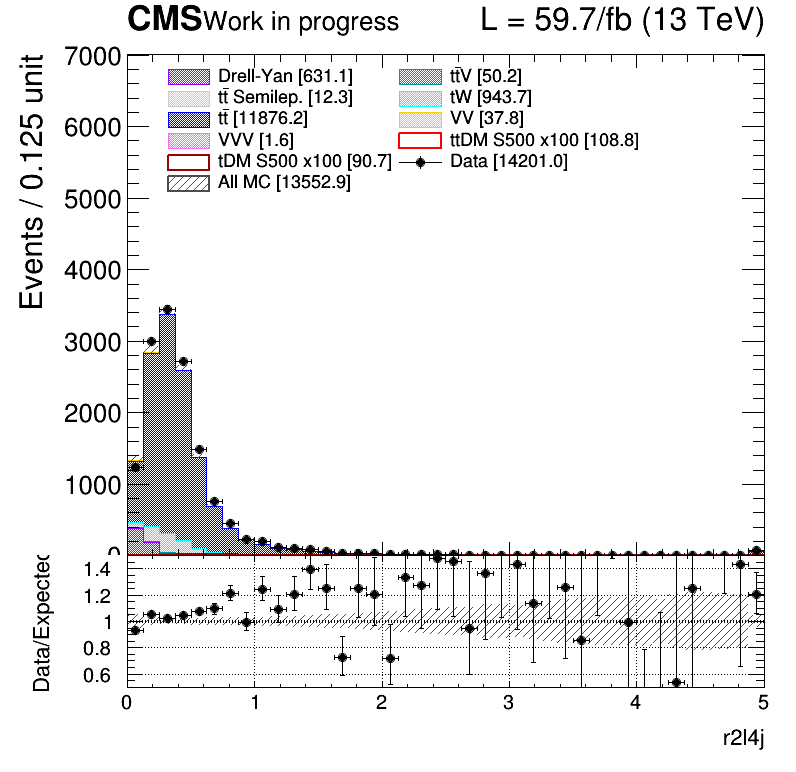 CMS Work in progress L = 59.7/fb (13 TeV)
Events / 0.125 unit
7000
6000
5000
4000
3000
2000
1000
0
Drell-Yan [631.1]
tt̄ Semilep. [12.3]
tt̄ [11876.2]
VVV [1.6]
tDM S500 x100 [90.7]
All MC [13552.9]
tt̄V [50.2]
tW [943.7]
VV [37.8]
ttDM S500 x100 [108.8]
Data [14201.0]
Data/Expected
1.4
1.2
1
0.8
0.6
0 1 2 3 4 5
r2l4j